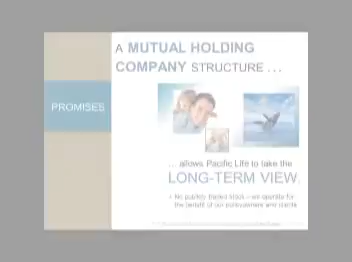 A MUTUAL HOLDING
COMPANY STRUCTURE ...
PROMISES
... allows Pacific Life to take the
LONG-TERM VIEW.
• No publicly traded stock – we operate for
the benefit of our policyowners and clients